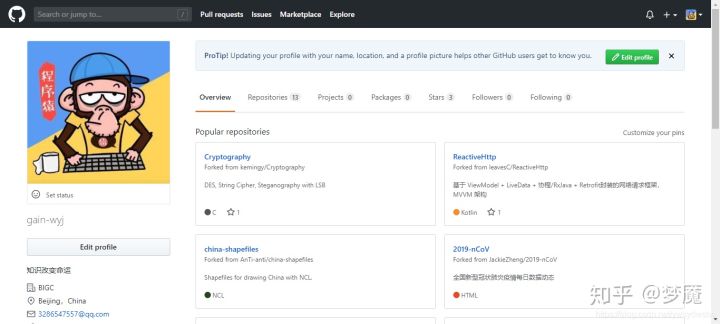 Search or jump to...
/
Pull requests Issues Marketplace Explore
ProTip! Updating your profile with your name, location, and a profile picture helps other GitHub users get to know you.
Edit profile
程序猿
Overview Repositories 13 Projects 0 Packages 0 Stars 3 Followers 0 Following 0
Popular repositories
Customize your pins
Cryptography
Forked from kemingy/Cryptography
DES, String Cipher, Steganography with LSB
C 1
ReactiveHttp
Forked from leavesC/ReactiveHttp
基于 ViewModel + LiveData + 协程/RxJava + Retrofit封装的网络请求框架,
MVVM 架构
Kotlin 1
Set status
gain-wyj
Edit profile
知识改变命运
BIGC
Beijing, China
3286547557@qq.com
china-shapefiles
Forked from AnTi-anti/china-shapefiles
Shapefiles for drawing China with NCL.
NCL
2019-nCoV
Forked from JackieZheng/2019-nCoV
全国新型冠状肺炎疫情每日数据动态
HTML
知乎 @梦魇